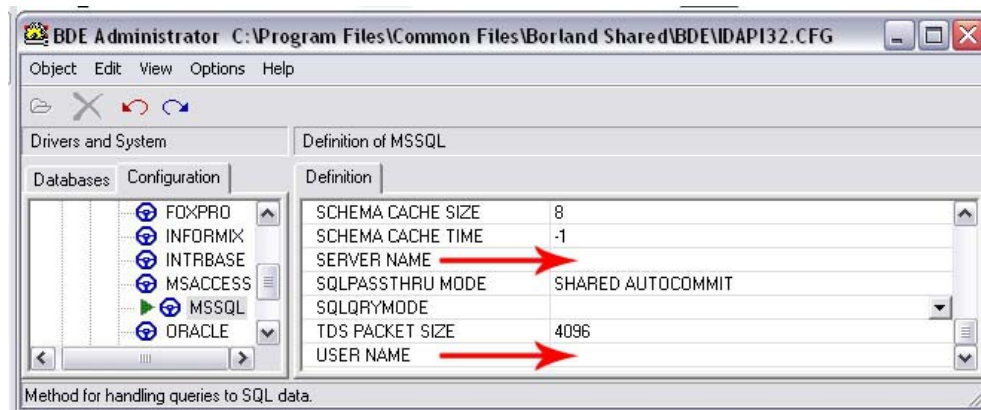 BDE Administrator C:\Program Files\Common Files\Borland Shared\BDE\IDAPI32.CFG
Object Edit View Options Help
Drivers and System
Definition of MSSQL
Databases Configuration
Definition
FOXPRO
INFORMIX
INTRBASE
MSACCESS
MSSQL
ORACLE
SCHEMA CACHE SIZE 8
SCHEMA CACHE TIME -1
SERVER NAME
SQLPASSTHRU MODE SHARED AUTOCOMMIT
SQLQRYMODE
TDS PACKET SIZE 4096
USER NAME
Method for handling queries to SQL data.